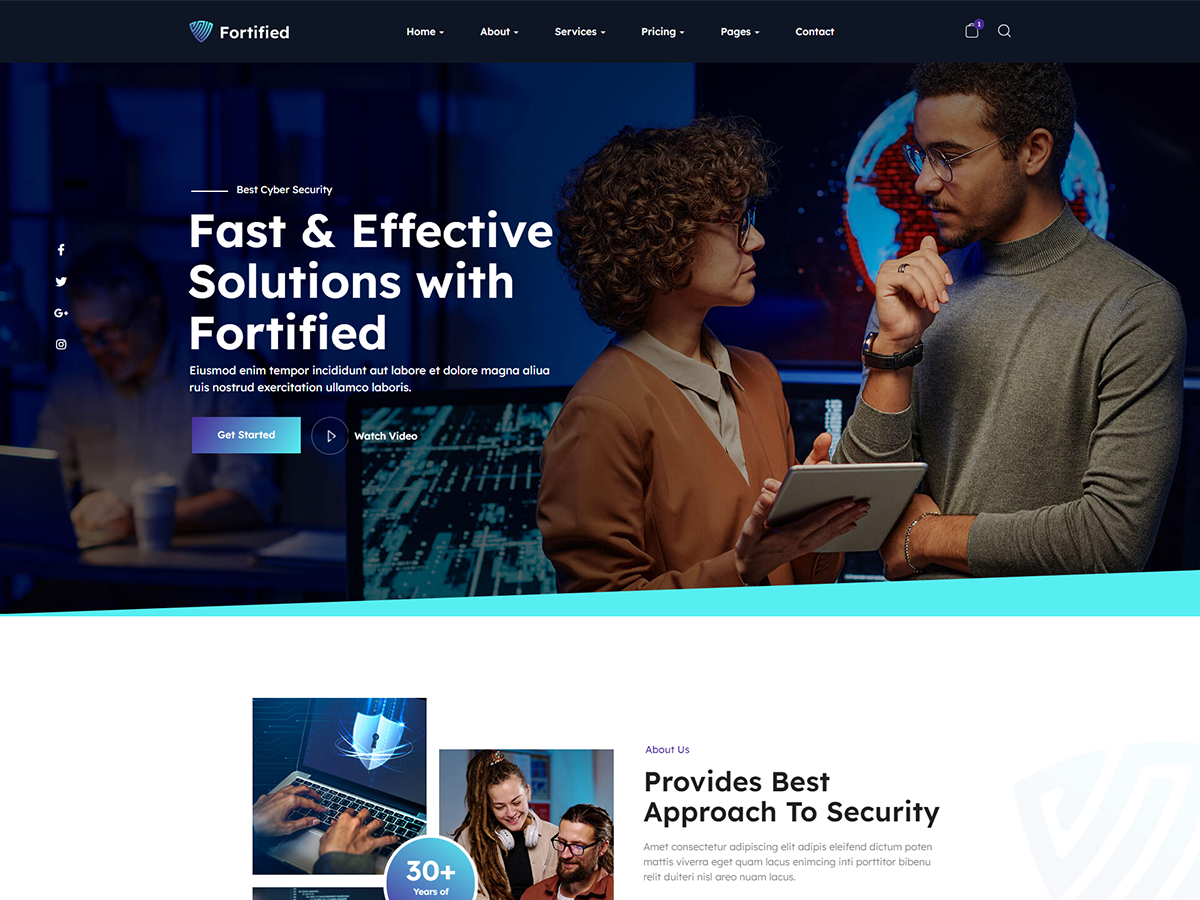 Fortified
Home
About
Services
Pricing
Pages
Contact
1
Best Cyber Security
Fast & Effective
Solutions with
Fortified
Eiusmod enim tempor incididunt aut labore et dolore magna aliua
ruis nostrud exercitation ullamco laboris.
Get Started
Watch Video
About Us
Provides Best
Approach To Security
Amet consectetur adipiscing elit adipis eleifend dictum poten
mattis viverra eget quam lacus enimcing inti porttitor bibenu
relit duiteri nisl areo nuam lacus.
30+
Years of